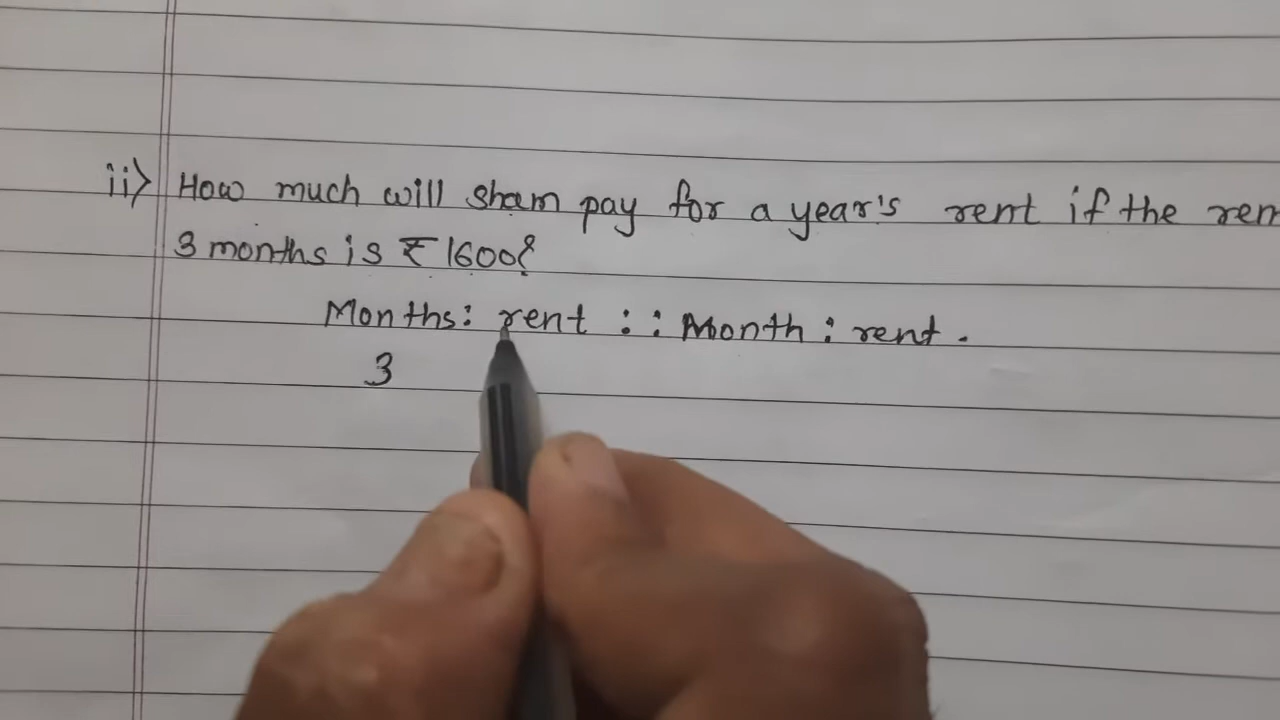 ii) How much will sham pay for a year's rent if the ren
3 months is ₹ 1600?
Months: rent :: Month : rent.
3